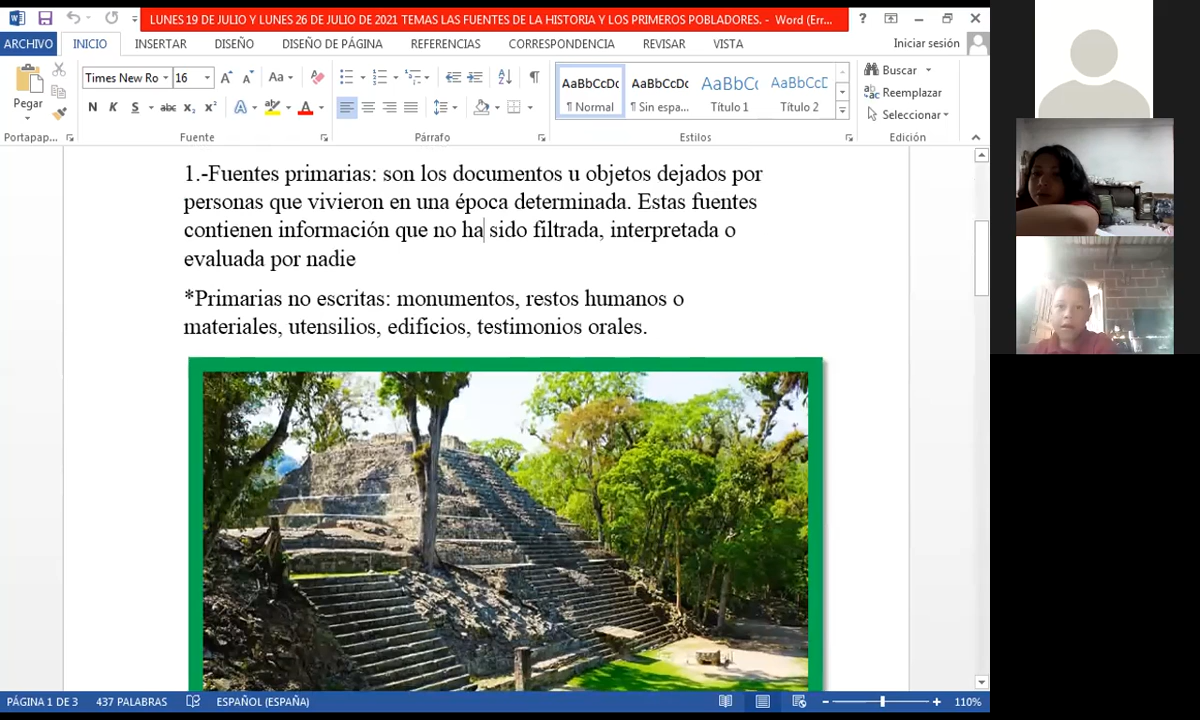 LUNES 19 DE JULIO Y LUNES 26 DE JULIO DE 2021 TEMAS LAS FUENTES DE LA HISTORIA Y LOS PRIMEROS POBLADORES. - Word (Err...
ARCHIVO INICIO INSERTAR DISEÑO DISEÑO DE PÁGINA REFERENCIAS CORRESPONDENCIA REVISAR VISTA Iniciar sesión
Times New Ro 16
Pegar
N K S abc x₂ x²
AaBbCcDc AaBbCcDc AaBbCc AaBbCcD
¶ Normal ¶ Sin espa... Título 1 Título 2
Buscar
Reemplazar
Seleccionar
Portapap... Fuente Párrafo Estilos Edición
1.-Fuentes primarias: son los documentos u objetos dejados por
personas que vivieron en una época determinada. Estas fuentes
contienen información que no ha sido filtrada, interpretada o
evaluada por nadie
*Primarias no escritas: monumentos, restos humanos o
materiales, utensilios, edificios, testimonios orales.
PÁGINA 1 DE 3 437 PALABRAS ESPAÑOL (ESPAÑA) 110%